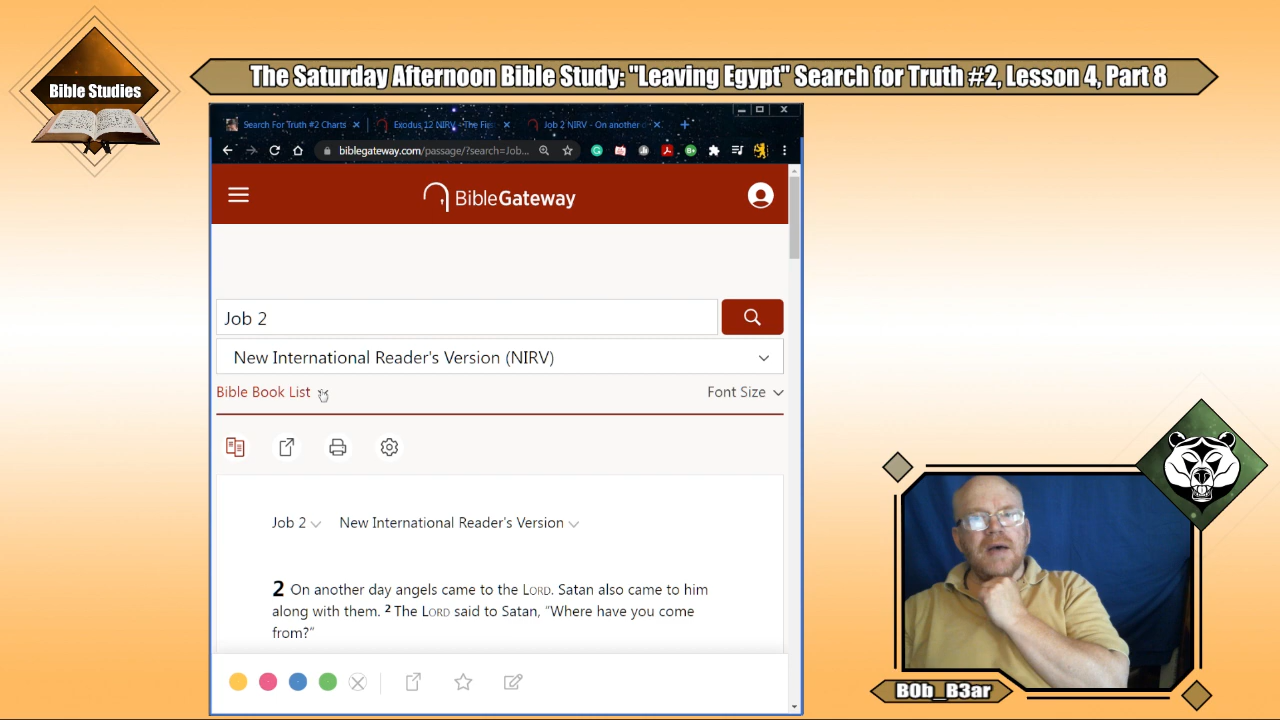 Bible Studies
The Saturday Afternoon Bible Study: "Leaving Egypt" Search for Truth #2, Lesson 4, Part 8
Search For Truth #2 Charts
Exodus 12 NIRV - The Fir
Job 2 NIRV - On another
biblegateway.com/passage/?search=Job...
BibleGateway
Job 2
New International Reader's Version (NIRV)
Bible Book List
Font Size
Job 2 New International Reader's Version
2 On another day angels came to the LORD. Satan also came to him
along with them. 2 The LORD said to Satan, "Where have you come
from?"
B0b_B3ar